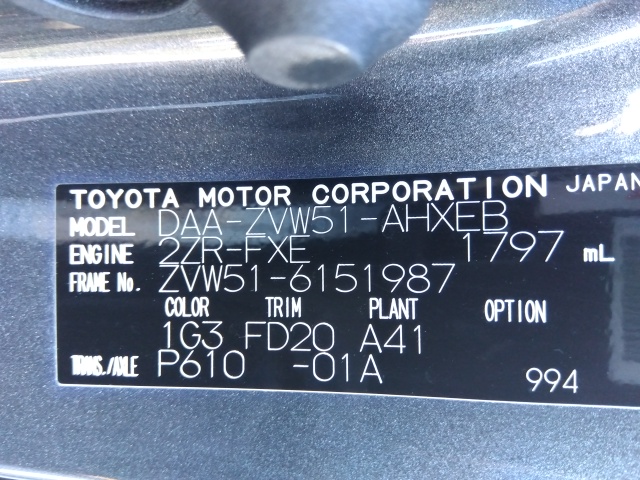 TOYOTA MOTOR CORPORATION JAPAN
MODEL DAA-ZVW51-AHXEB
ENGINE 2ZR-FXE 1797 mL
FRAME No. ZVW51-6151987
COLOR TRIM PLANT OPTION
1G3 FD20 A41
TRANS./AXLE P610 -01A 994